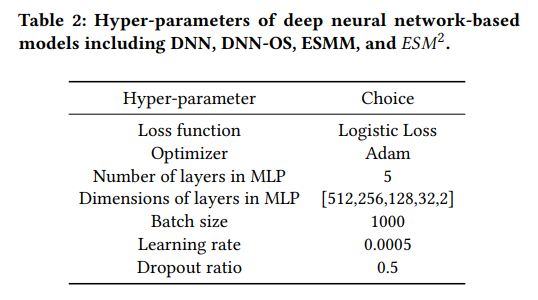 Table 2: Hyper-parameters of deep neural network-based
models including DNN, DNN-OS, ESMM, and ESM².
Hyper-parameter Choice
Loss function Logistic Loss
Optimizer Adam
Number of layers in MLP 5
Dimensions of layers in MLP [512,256,128,32,2]
Batch size 1000
Learning rate 0.0005
Dropout ratio 0.5